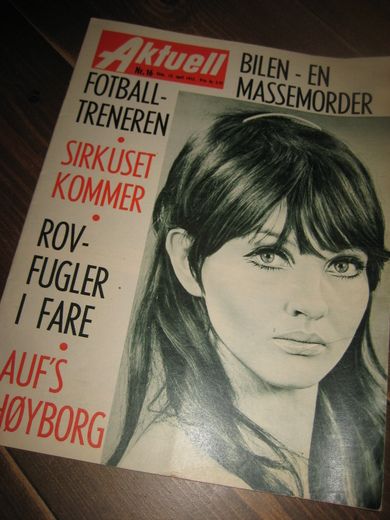 Aktuell
Nr. 16
BILEN - EN
MASSEMORDER
FOTBALL-
TRENEREN
SIRKUSET
KOMMER
ROV-
FUGLER
I FARE
AUF'S
HØYBORG